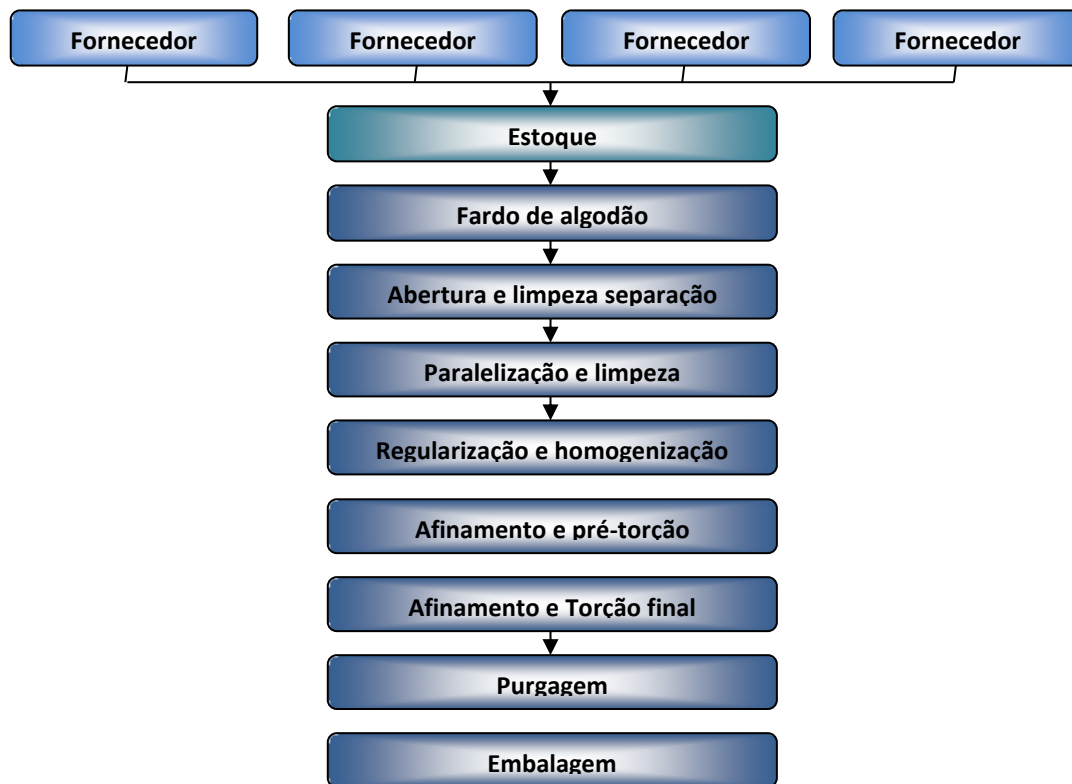 Fornecedor Fornecedor Fornecedor Fornecedor
Estoque
Fardo de algodão
Abertura e limpeza separação
Paralelização e limpeza
Regularização e homogenização
Afinamento e pré-torção
Afinamento e Torção final
Purgagem
Embalagem